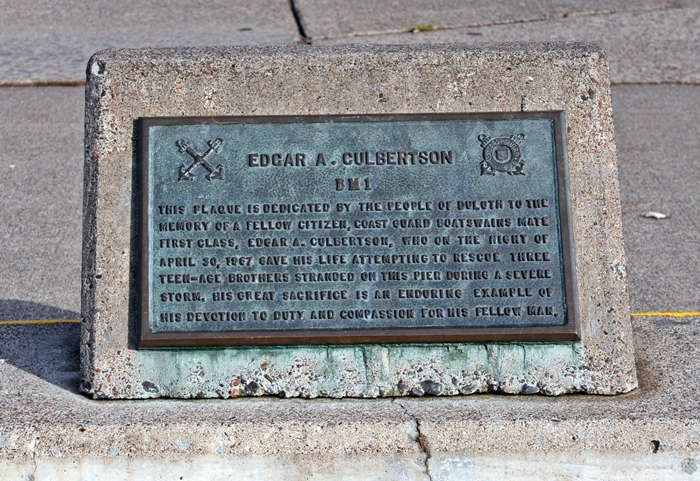 EDGAR A. CULBERTSON
BM1
THIS PLAQUE IS DEDICATED BY THE PEOPLE OF DULUTH TO THE
MEMORY OF A FELLOW CITIZEN, COAST GUARD BOATSWAINS MATE
FIRST CLASS, EDGAR A. CULBERTSON, WHO ON THE NIGHT OF
APRIL 30, 1967 GAVE HIS LIFE ATTEMPTING TO RESCUE THREE
TEEN-AGE BROTHERS STRANDED ON THIS PIER DURING A SEVERE
STORM. HIS GREAT SACRIFICE IS AN ENDURING EXAMPLE OF
HIS DEVOTION TO DUTY AND COMPASSION FOR HIS FELLOW MAN.